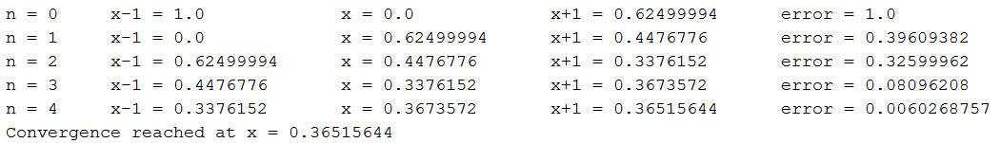 n = 0 x-1 = 1.0 x = 0.0 x+1 = 0.62499994 error = 1.0
n = 1 x-1 = 0.0 x = 0.62499994 x+1 = 0.4476776 error = 0.39609382
n = 2 x-1 = 0.62499994 x = 0.4476776 x+1 = 0.3376152 error = 0.32599962
n = 3 x-1 = 0.4476776 x = 0.3376152 x+1 = 0.3673572 error = 0.08096208
n = 4 x-1 = 0.3376152 x = 0.3673572 x+1 = 0.36515644 error = 0.0060268757
Convergence reached at x = 0.36515644